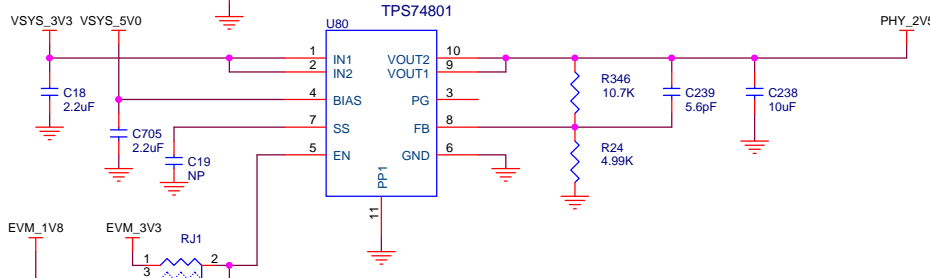 TPS74801
VSYS_3V3 VSYS_5V0 U80 PHY_2V5
1 IN1 VOUT2 10
2 IN2 VOUT1 9
R346
10.7K
C18
2.2uF
C239
5.6pF
C238
10uF
4 BIAS PG 3
7 SS FB 8
C705
2.2uF
C19
NP
5 EN GND 6
R24
4.99K
PP1
11
EVM_1V8 EVM_3V3
RJ1
1 2
3